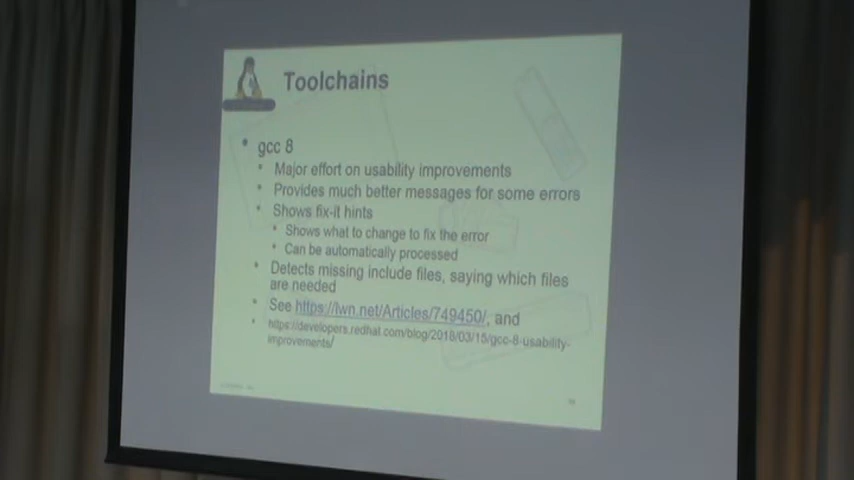 Toolchains
• gcc 8
• Major effort on usability improvements
• Provides much better messages for some errors
• Shows fix-it hints
• Shows what to change to fix the error
• Can be automatically processed
• Detects missing include files, saying which files
are needed
• See https://lwn.net/Articles/749450/, and
• https://developers.redhat.com/blog/2018/03/15/gcc-8-usability-
improvements/